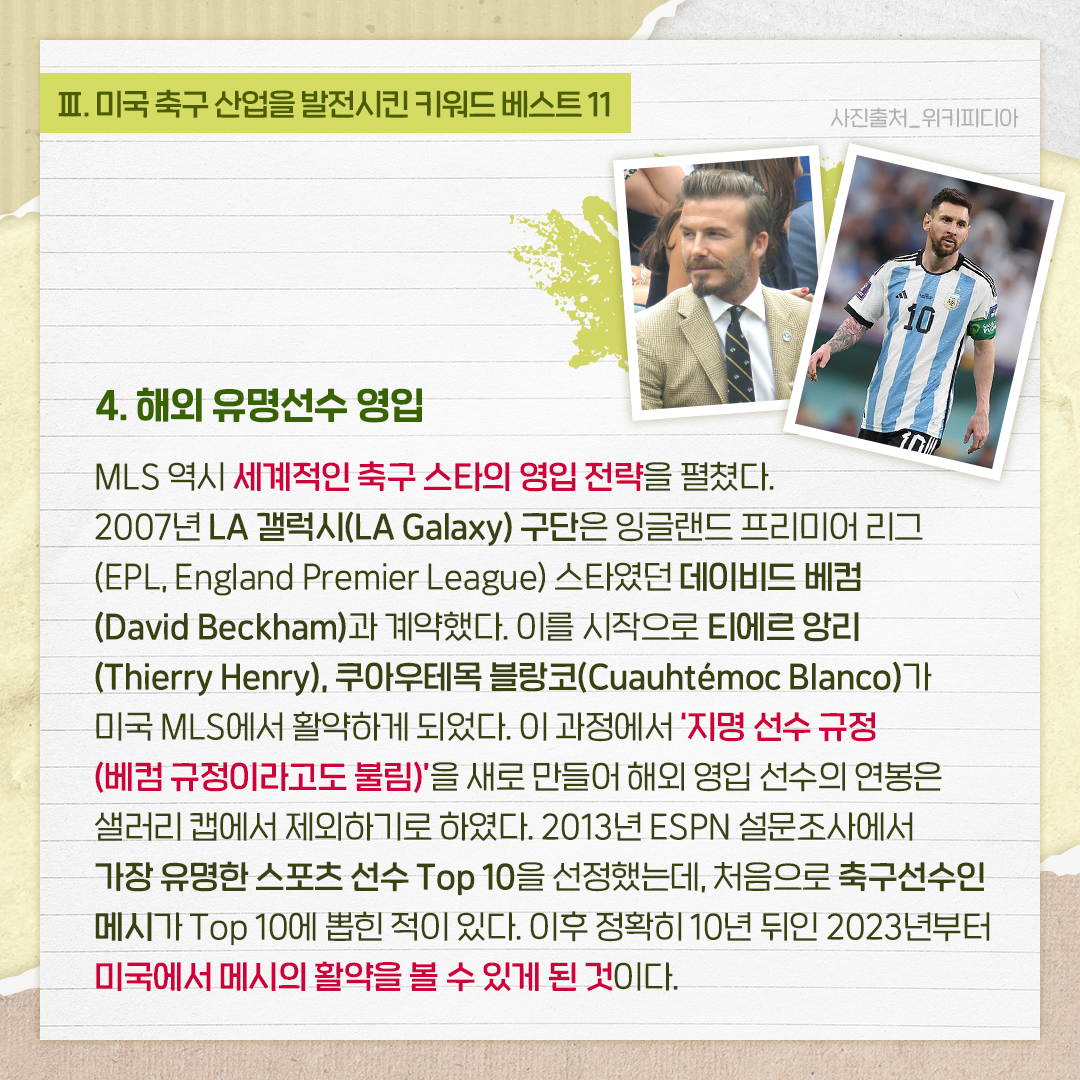 Ⅲ. 미국 축구 산업을 발전시킨 키워드 베스트 11
사진출처_위키피디아
10
10
4. 해외 유명선수 영입
MLS 역시 세계적인 축구 스타의 영입 전략을 펼쳤다.
2007년 LA 갤럭시(LA Galaxy) 구단은 잉글랜드 프리미어 리그
(EPL, England Premier League) 스타였던 데이비드 베컴
(David Beckham)과 계약했다. 이를 시작으로 티에르 앙리
(Thierry Henry), 쿠아우테목 블랑코(Cuauhtémoc Blanco)가
미국 MLS에서 활약하게 되었다. 이 과정에서 '지명 선수 규정
(베컴 규정이라고도 불림)'을 새로 만들어 해외 영입 선수의 연봉은
샐러리 캡에서 제외하기로 하였다. 2013년 ESPN 설문조사에서
가장 유명한 스포츠 선수 Top 10을 선정했는데, 처음으로 축구선수인
메시가 Top 10에 뽑힌 적이 있다. 이후 정확히 10년 뒤인 2023년부터
미국에서 메시의 활약을 볼 수 있게 된 것이다.